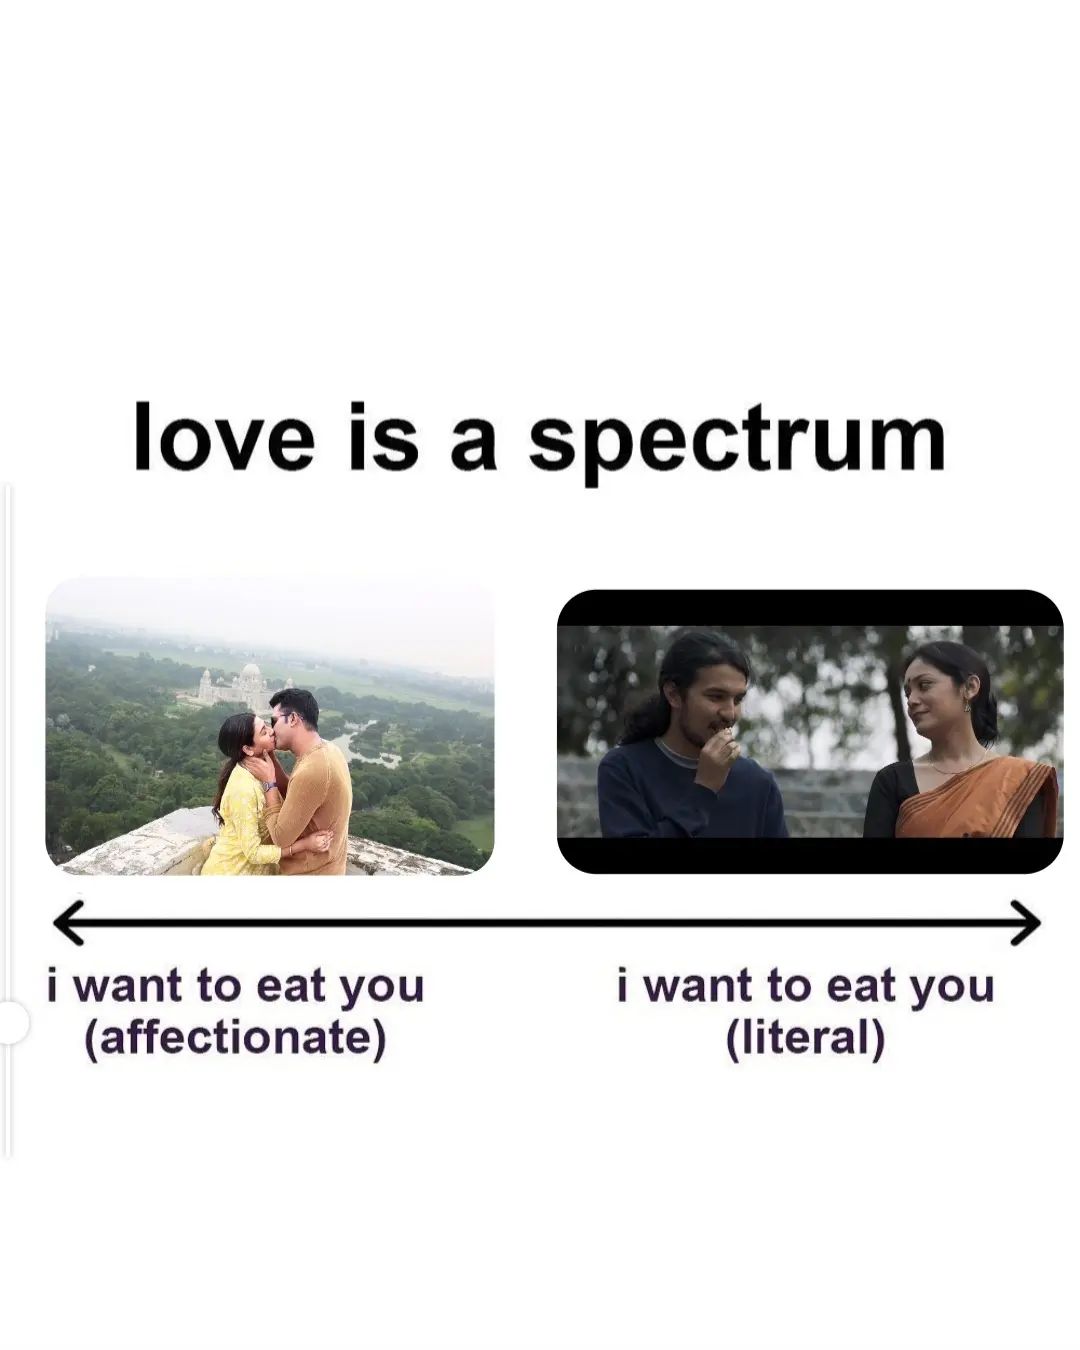 love is a spectrum
i want to eat you
(affectionate)
i want to eat you
(literal)